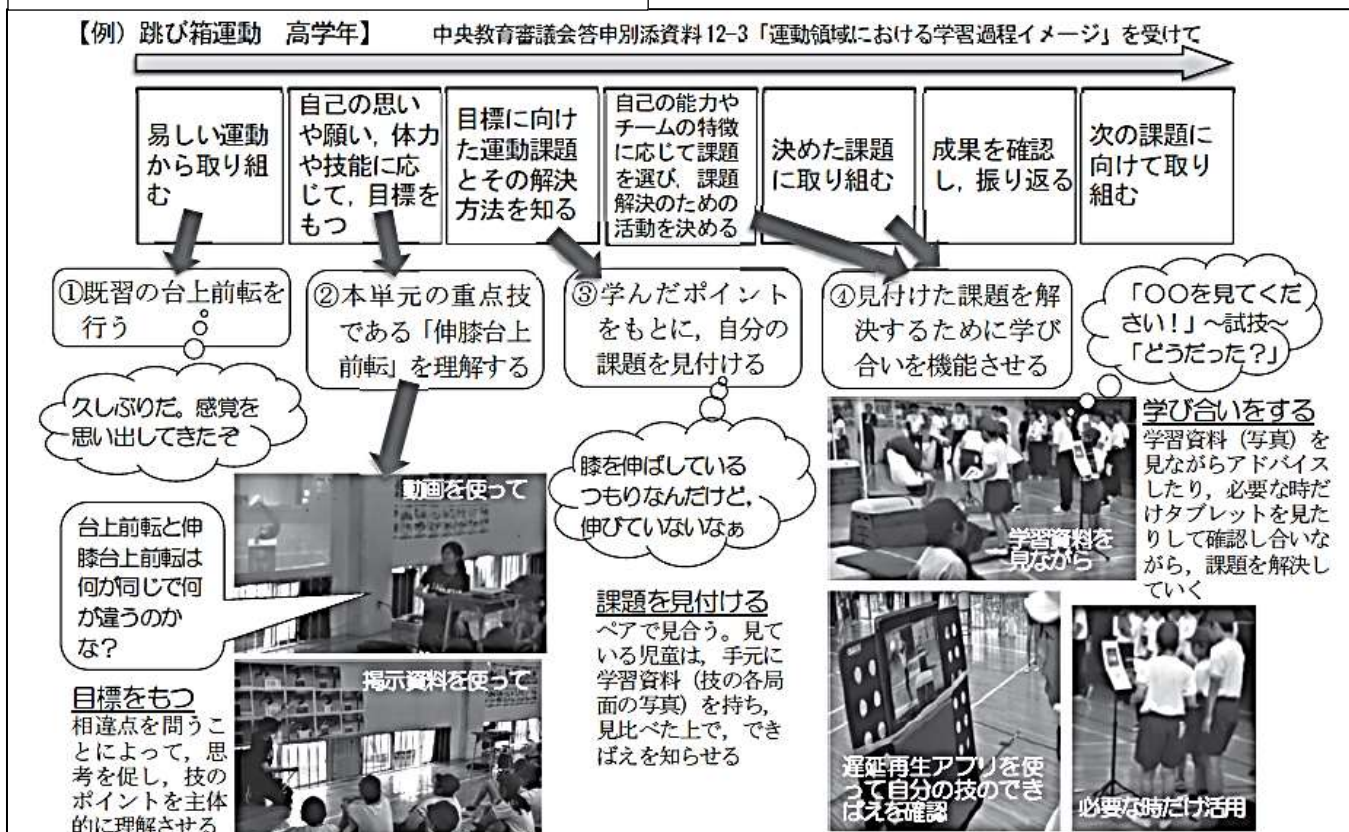 【例）跳び箱運動　高学年】　中央教育審議会答申別添資料12-3「運動領域における学習過程イメージ」を受けて
易しい運動
から取り組
む
自己の思い
や願い，体力
や技能に応
じて，目標を
もつ
目標に向け
た運動課題
とその解決
方法を知る
自己の能力や
チームの特徴
に応じて課題
を選び，課題
解決のための
活動を決める
決めた課題
に取り組む
成果を確認
し，振り返る
次の課題に
向けて取り
組む
①既習の台上前転を
行う
久しぶりだ。感覚を
思い出してきたぞ
②本単元の重点技
である「伸膝台上
前転」を理解する
台上前転と伸
膝台上前転は
何が同じで何
が違うのか
な？
動画を使って
掲示資料を使って
目標をもつ
相違点を問うこ
とによって，思
考を促し，技の
ポイントを主体
的に理解させる
③学んだポイント
をもとに，自分の
課題を見付ける
膝を伸ばしている
つもりなんだけど，
伸びていないなぁ
課題を見付ける
ペアで見合う。見て
いる児童は，手元に
学習資料（技の各局
面の写真）を持ち，
見比べた上で，でき
ばえを知らせる
④見付けた課題を解
決するために学び
合いを機能させる
「〇〇を見てくだ
さい！」～試技～
「どうだった？」
学習資料を
見ながら
学び合いをする
学習資料（写真）を
見ながらアドバイス
したり，必要な時だ
けタブレットを見た
りして確認し合いな
がら，課題を解決し
ていく
遅延再生アプリを使
って自分の技のでき
ばえを確認
必要な時だけ活用